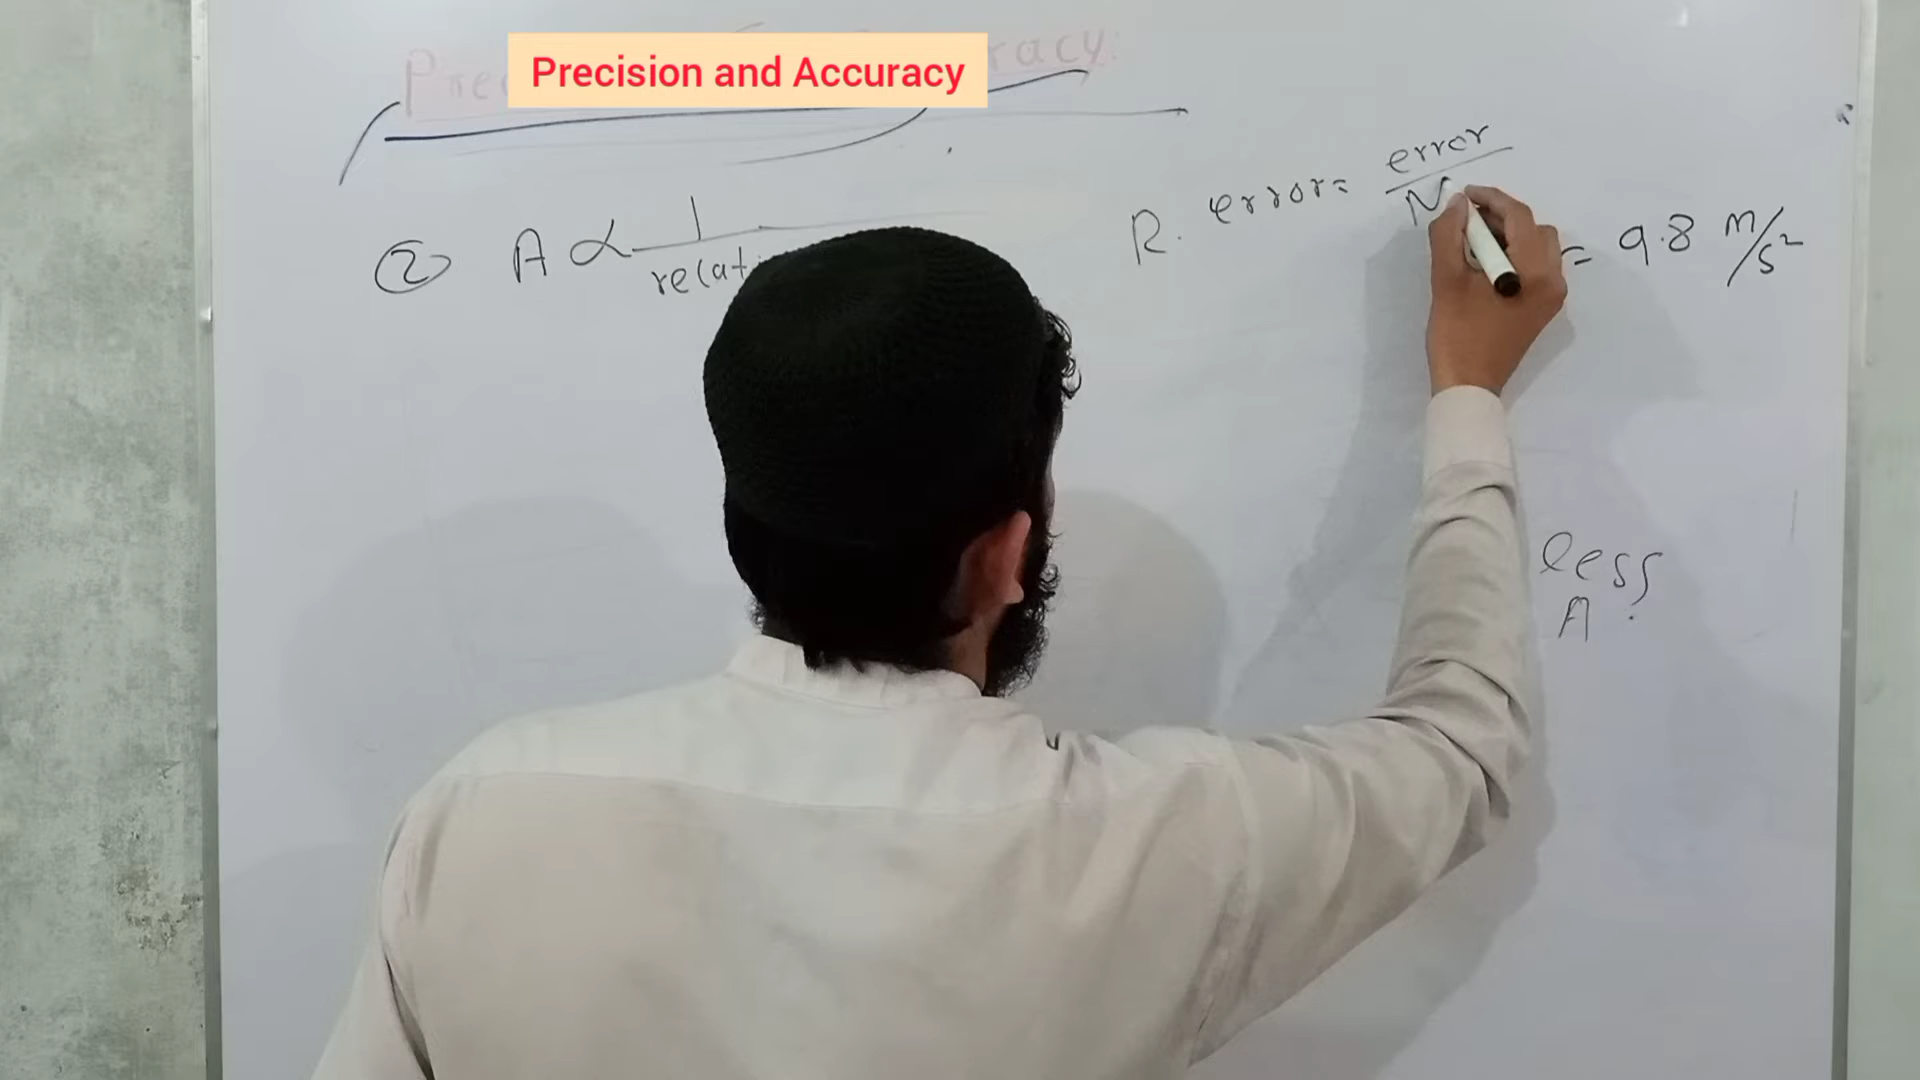 Precision and Accuracy
② A ∝ 1 / relat
R. error = error / N
= 9.8 m/s²
less
A